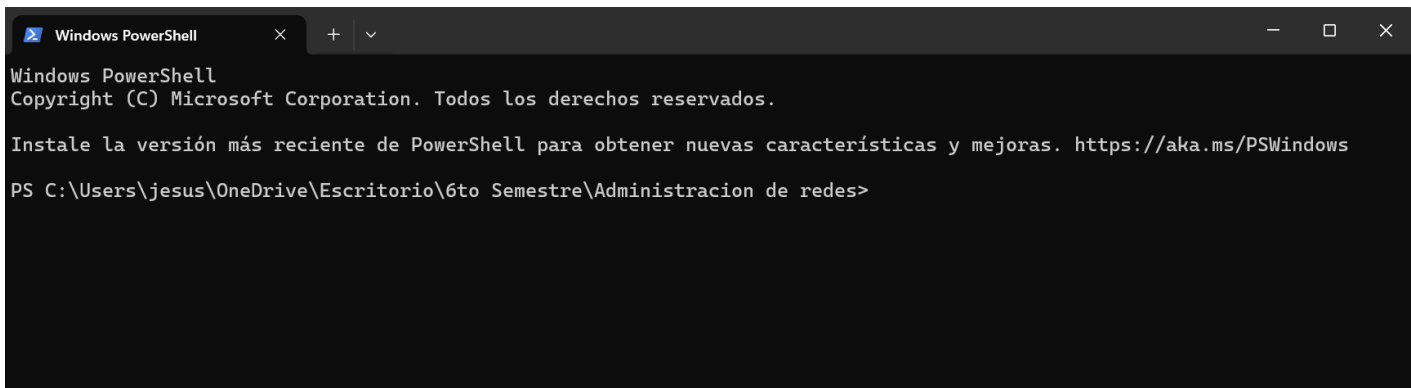 Windows PowerShell
Windows PowerShell
Copyright (C) Microsoft Corporation. Todos los derechos reservados.
Instale la versión más reciente de PowerShell para obtener nuevas características y mejoras. https://aka.ms/PSWindows
PS C:\Users\jesus\OneDrive\Escritorio\6to Semestre\Administracion de redes>